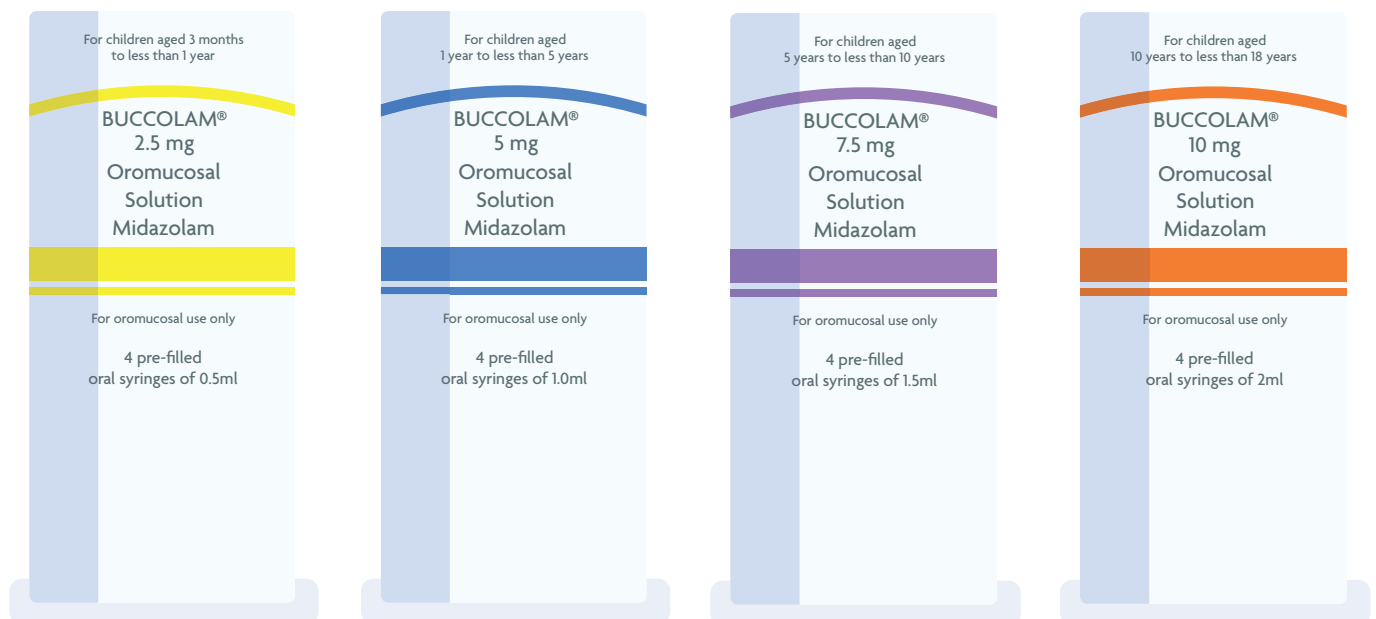 For children aged 3 months
to less than 1 year
BUCCOLAM®
2.5 mg
Oromucosal
Solution
Midazolam
For oromucosal use only
4 pre-filled
oral syringes of 0.5ml
For children aged
1 year to less than 5 years
BUCCOLAM®
5 mg
Oromucosal
Solution
Midazolam
For oromucosal use only
4 pre-filled
oral syringes of 1.0ml
For children aged
5 years to less than 10 years
BUCCOLAM®
7.5 mg
Oromucosal
Solution
Midazolam
For oromucosal use only
4 pre-filled
oral syringes of 1.5ml
For children aged
10 years to less than 18 years
BUCCOLAM®
10 mg
Oromucosal
Solution
Midazolam
For oromucosal use only
4 pre-filled
oral syringes of 2ml